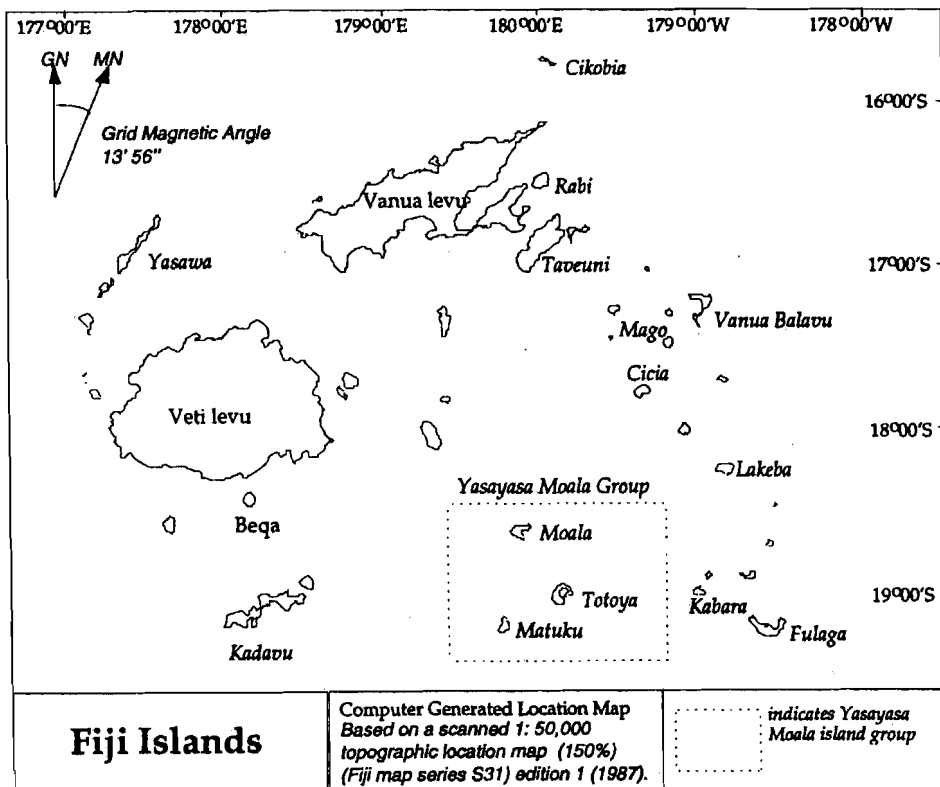 177°00'E 178°00'E 179°00'E 180°00'E 179°00'W 178°00'W
GN MN
Cikobia
16°00'S
Grid Magnetic Angle
13' 56"
Rabi
Vanua levu
Yasawa
Taveuni
17°00'S
Mago
Vanua Balavu
Cicia
Veti levu
18°00'S
Lakeba
Yasayasa Moala Group
Beqa
Moala
Totoya
Kabara
19°00'S
Matuku
Fulaga
Kadavu
Fiji Islands
Computer Generated Location Map
Based on a scanned 1: 50,000
topographic location map (150%)
(Fiji map series S31) edition 1 (1987).
indicates Yasayasa
Moala island group